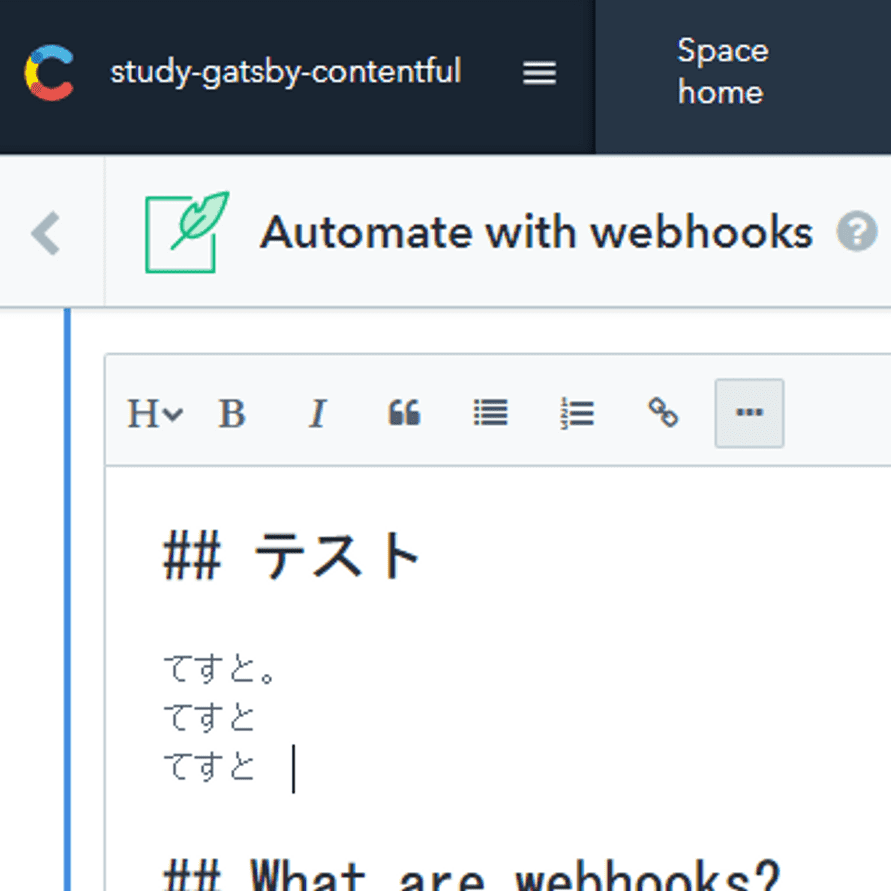 study-gatsby-contentful
Space
home
Automate with webhooks ?
H B I
## テスト
てすと。
てすと
てすと
## What are webhooks?